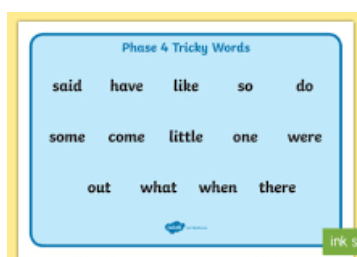 Phase 4 Tricky Words
said have like so do
some come little one were
out what when there
ink s